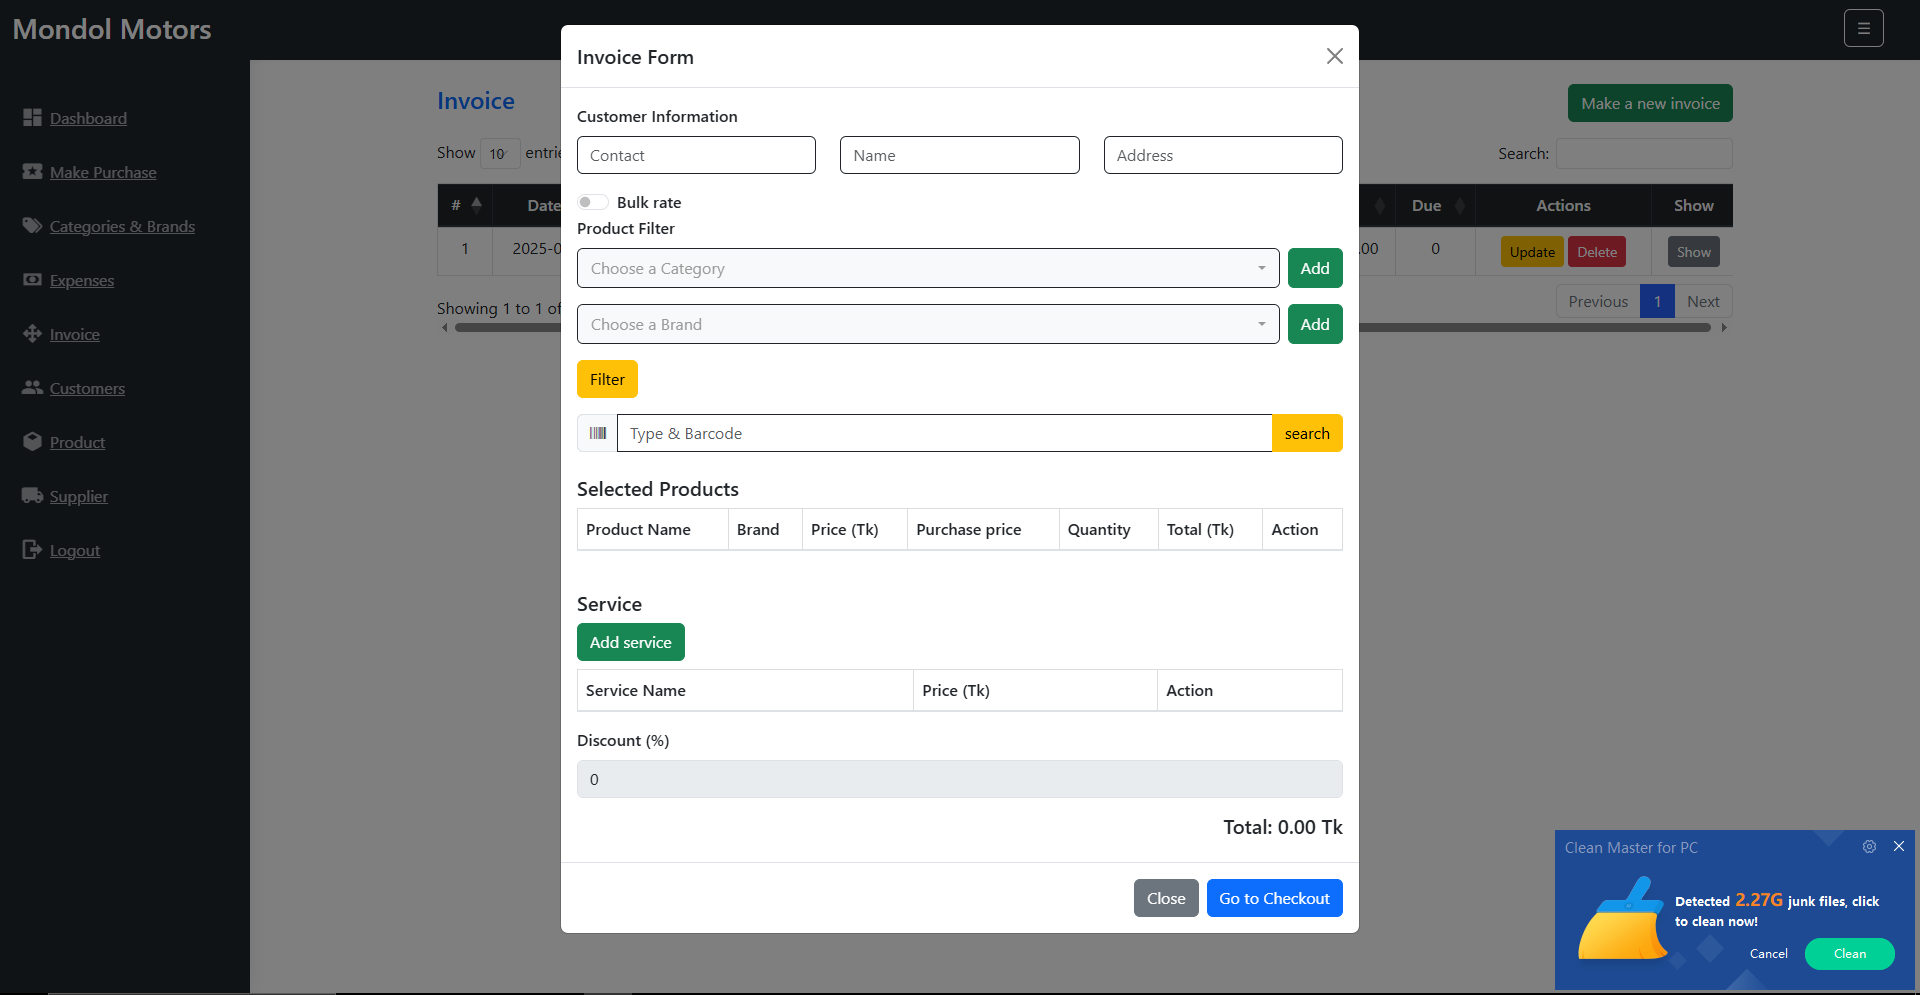 Mondol Motors
☰
Dashboard
Make Purchase
Categories & Brands
Expenses
Invoice
Customers
Product
Supplier
Logout
Invoice
Make a new invoice
Show 10
Search:
# Date Due Actions Show
1 2025-0 .00 0 Update Delete Show
Showing 1 to 1 of
Previous 1 Next
Invoice Form
Customer Information
Contact Name Address
Bulk rate
Product Filter
Choose a Category Add
Choose a Brand Add
Filter
Type & Barcode search
Selected Products
Product Name Brand Price (Tk) Purchase price Quantity Total (Tk) Action
Service
Add service
Service Name Price (Tk) Action
Discount (%)
0
Total: 0.00 Tk
Close Go to Checkout
Clean Master for PC
Detected 2.27G junk files, click
to clean now!
Cancel Clean